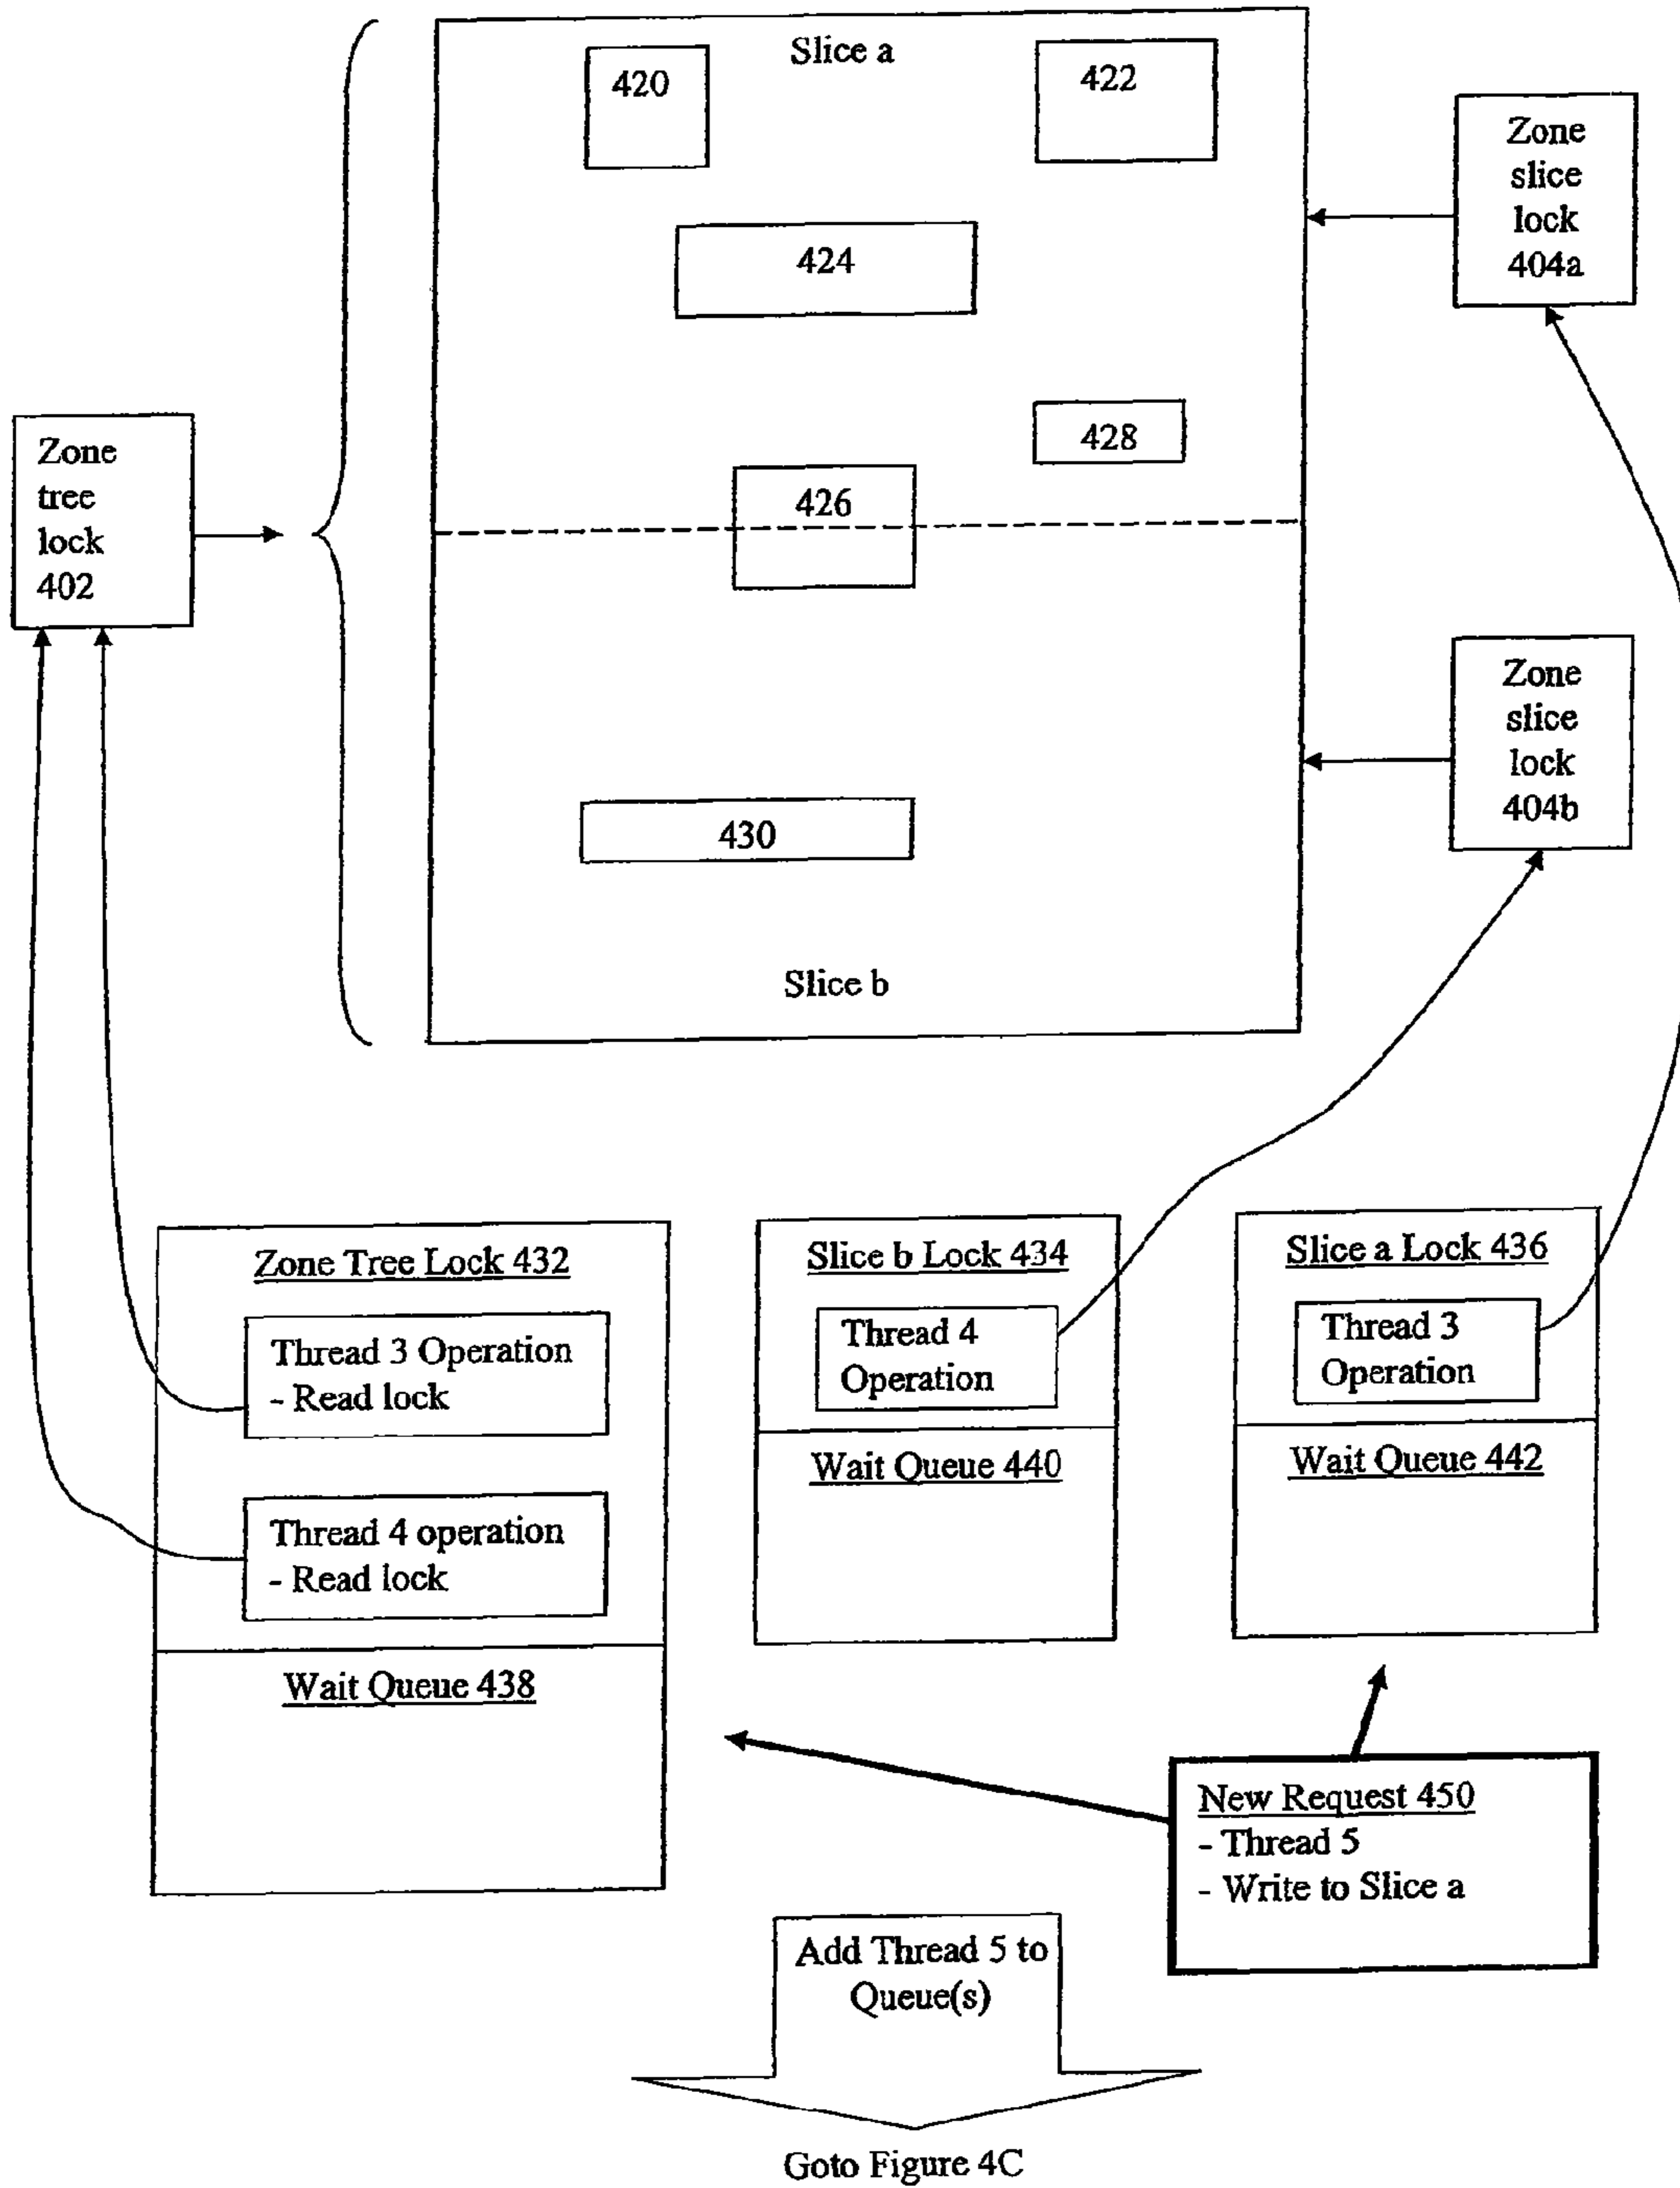 Slice a
420
422
Zone
slice
lock
404a
424
Zone
tree
lock
402
428
426
Zone
slice
lock
404b
430
Slice b
Zone Tree Lock 432
Thread 3 Operation
- Read lock
Thread 4 operation
- Read lock
Wait Queue 438
Slice b Lock 434
Thread 4
Operation
Wait Queue 440
Slice a Lock 436
Thread 3
Operation
Wait Queue 442
New Request 450
- Thread 5
- Write to Slice a
Add Thread 5 to
Queue(s)
Goto Figure 4C